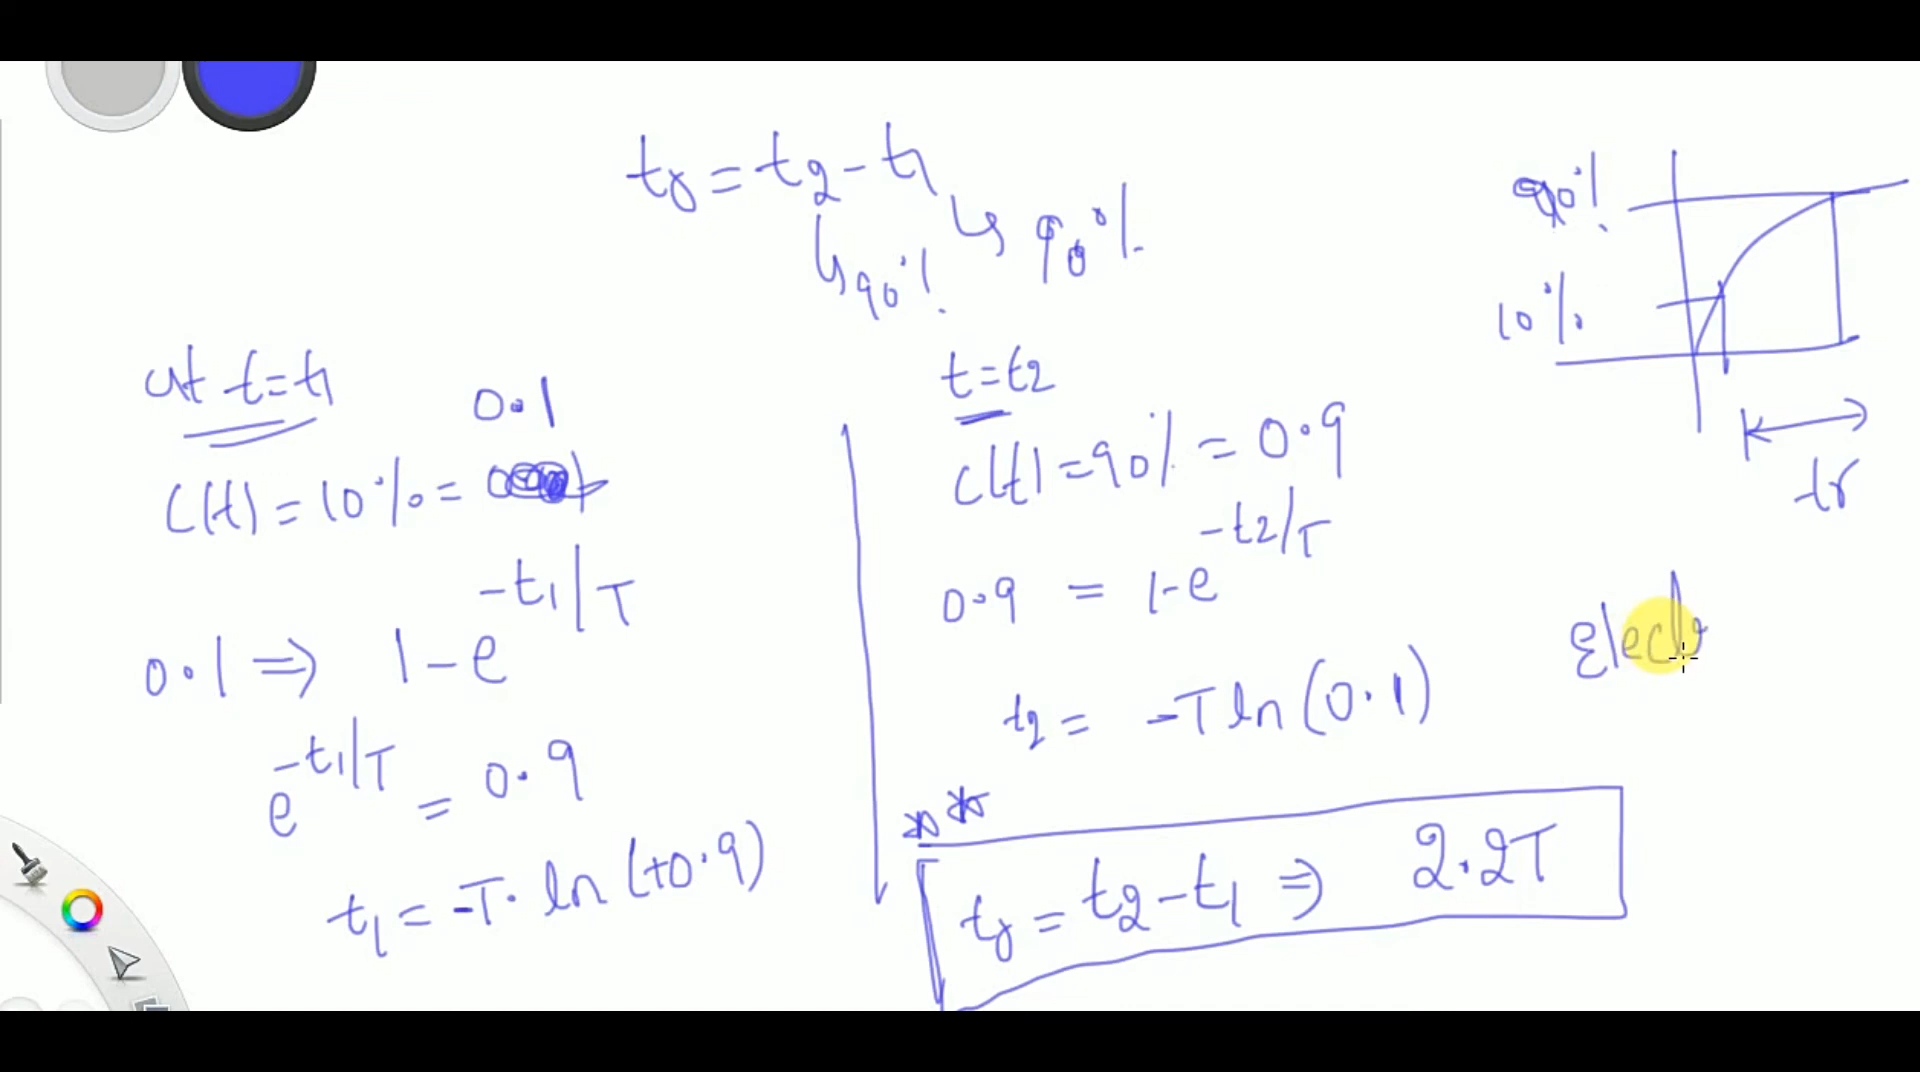 tr = t2 - t1
↳ 90% ↳ 90%
at t = t1
0.1
C(t) = 10% =
0.1 ⇒ 1 - e^{-t1/T}
e^{-t1/T} = 0.9
t1 = -T. ln (+0.9)
t = t2
C(t) = 90% = 0.9
0.9 = 1 - e^{-t2/T}
t2 = -T ln (0.1)
**
tr = t2 - t1 ⇒ 2.2T
90%
10%
tr